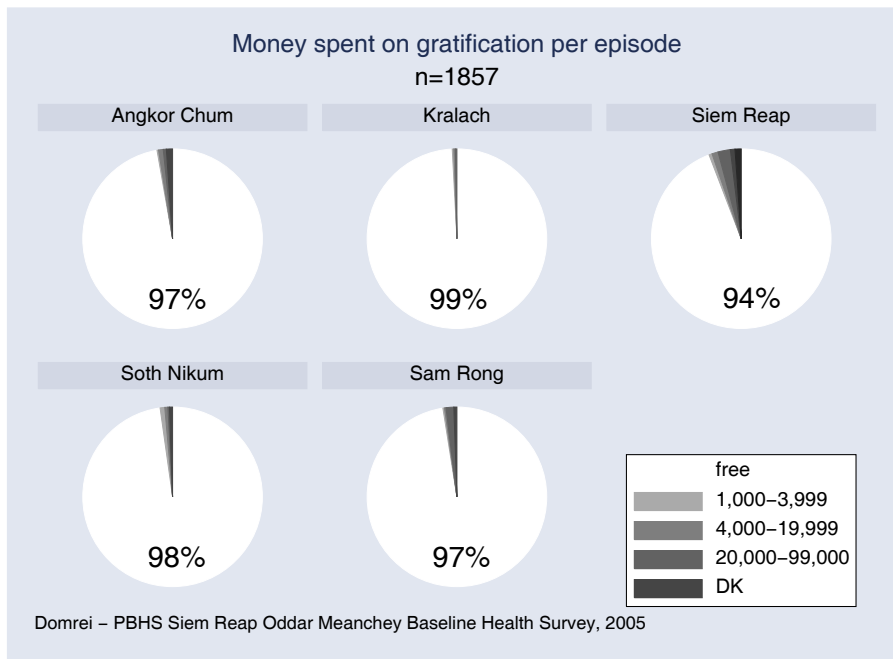 Money spent on gratification per episode
n=1857
Angkor Chum
Kralach
Siem Reap
97%
99%
94%
Soth Nikum
Sam Rong
98%
97%
free
1,000−3,999
4,000−19,999
20,000−99,000
DK
Domrei − PBHS Siem Reap Oddar Meanchey Baseline Health Survey, 2005